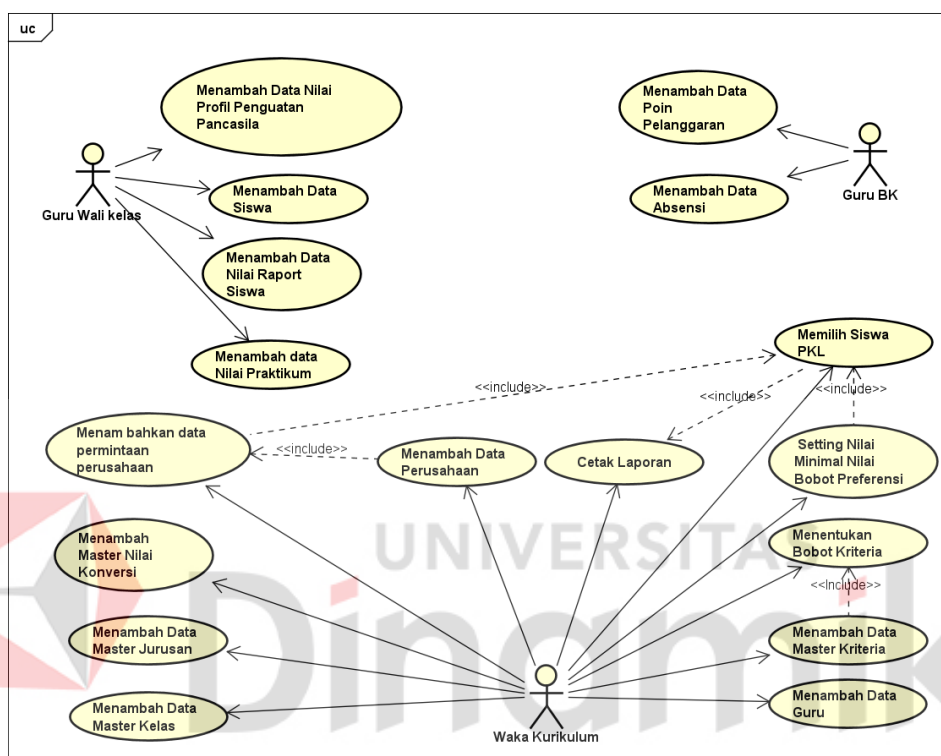 uc
Menambah Data Nilai
Profil Penguatan
Pancasila
Menambah Data
Poin
Pelanggaran
Guru Wali kelas
Menambah Data
Siswa
Menambah Data
Absensi
Guru BK
Menambah Data
Nilai Raport
Siswa
Menambah data
Nilai Praktikum
Memilih Siswa
PKL
<<include>>
<<include>>
<<include>>
Menam bahkan data
permintaan
perusahaan
<<include>>
Menambah Data
Perusahaan
Cetak Laporan
Setting Nilai
Minimal Nilai
Bobot Preferensi
UNIVERSITAS
Dinamik
Menambah
Master Nilai
Konversi
Menentukan
Bobot Kriteria
<<Include>>
Menambah Data
Master Jurusan
Menambah Data
Master Kriteria
Menambah Data
Master Kelas
Menambah Data
Guru
Waka Kurikulum